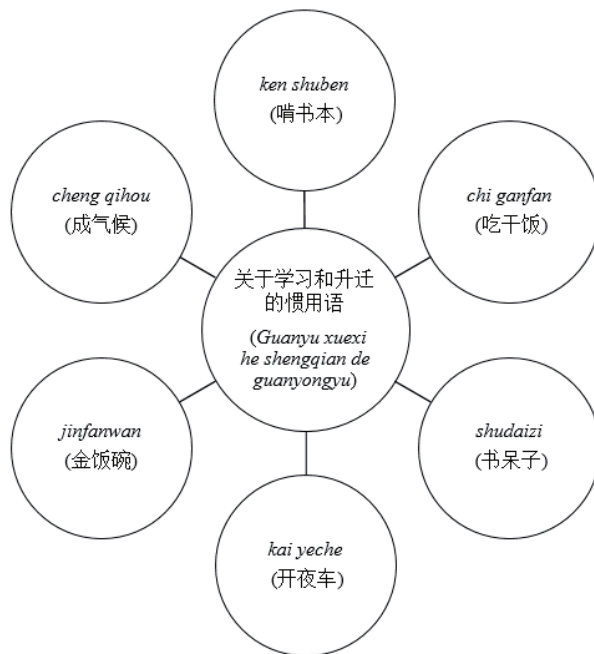 ken shuben
(啃书本)
cheng qihou
(成气候)
chi ganfan
(吃干饭)
关于学习和升迁
的惯用语
(Guanyu xuexi
he shengqian de
guanyongyu)
jinfanwan
(金饭碗)
shudaizi
(书呆子)
kai yeche
(开夜车)